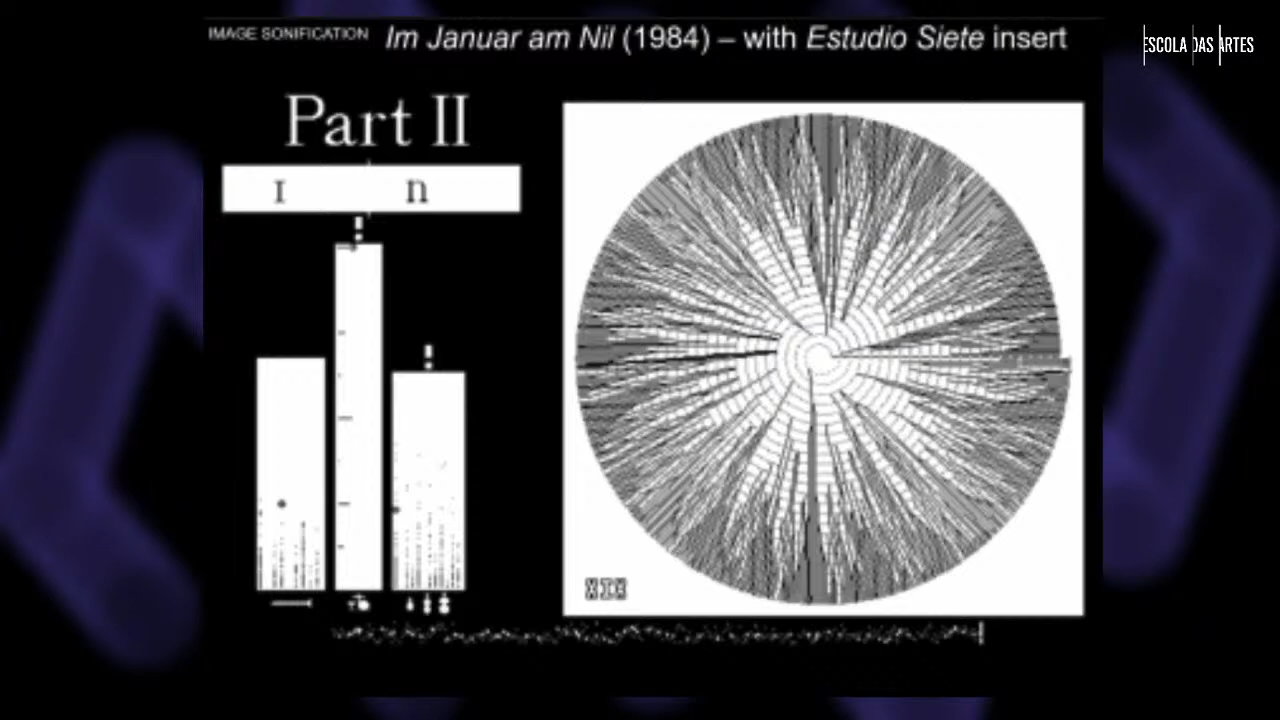 IMAGE SONIFICATION Im Januar am Nil (1984) – with Estudio Siete insert
ESCOLA DAS ARTES
Part II
I n